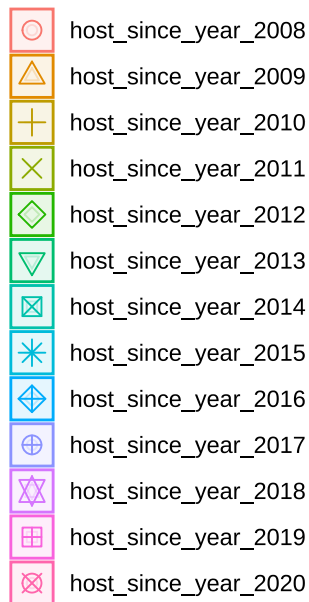 host_since_year_2008
host_since_year_2009
host_since_year_2010
host_since_year_2011
host_since_year_2012
host_since_year_2013
host_since_year_2014
host_since_year_2015
host_since_year_2016
host_since_year_2017
host_since_year_2018
host_since_year_2019
host_since_year_2020